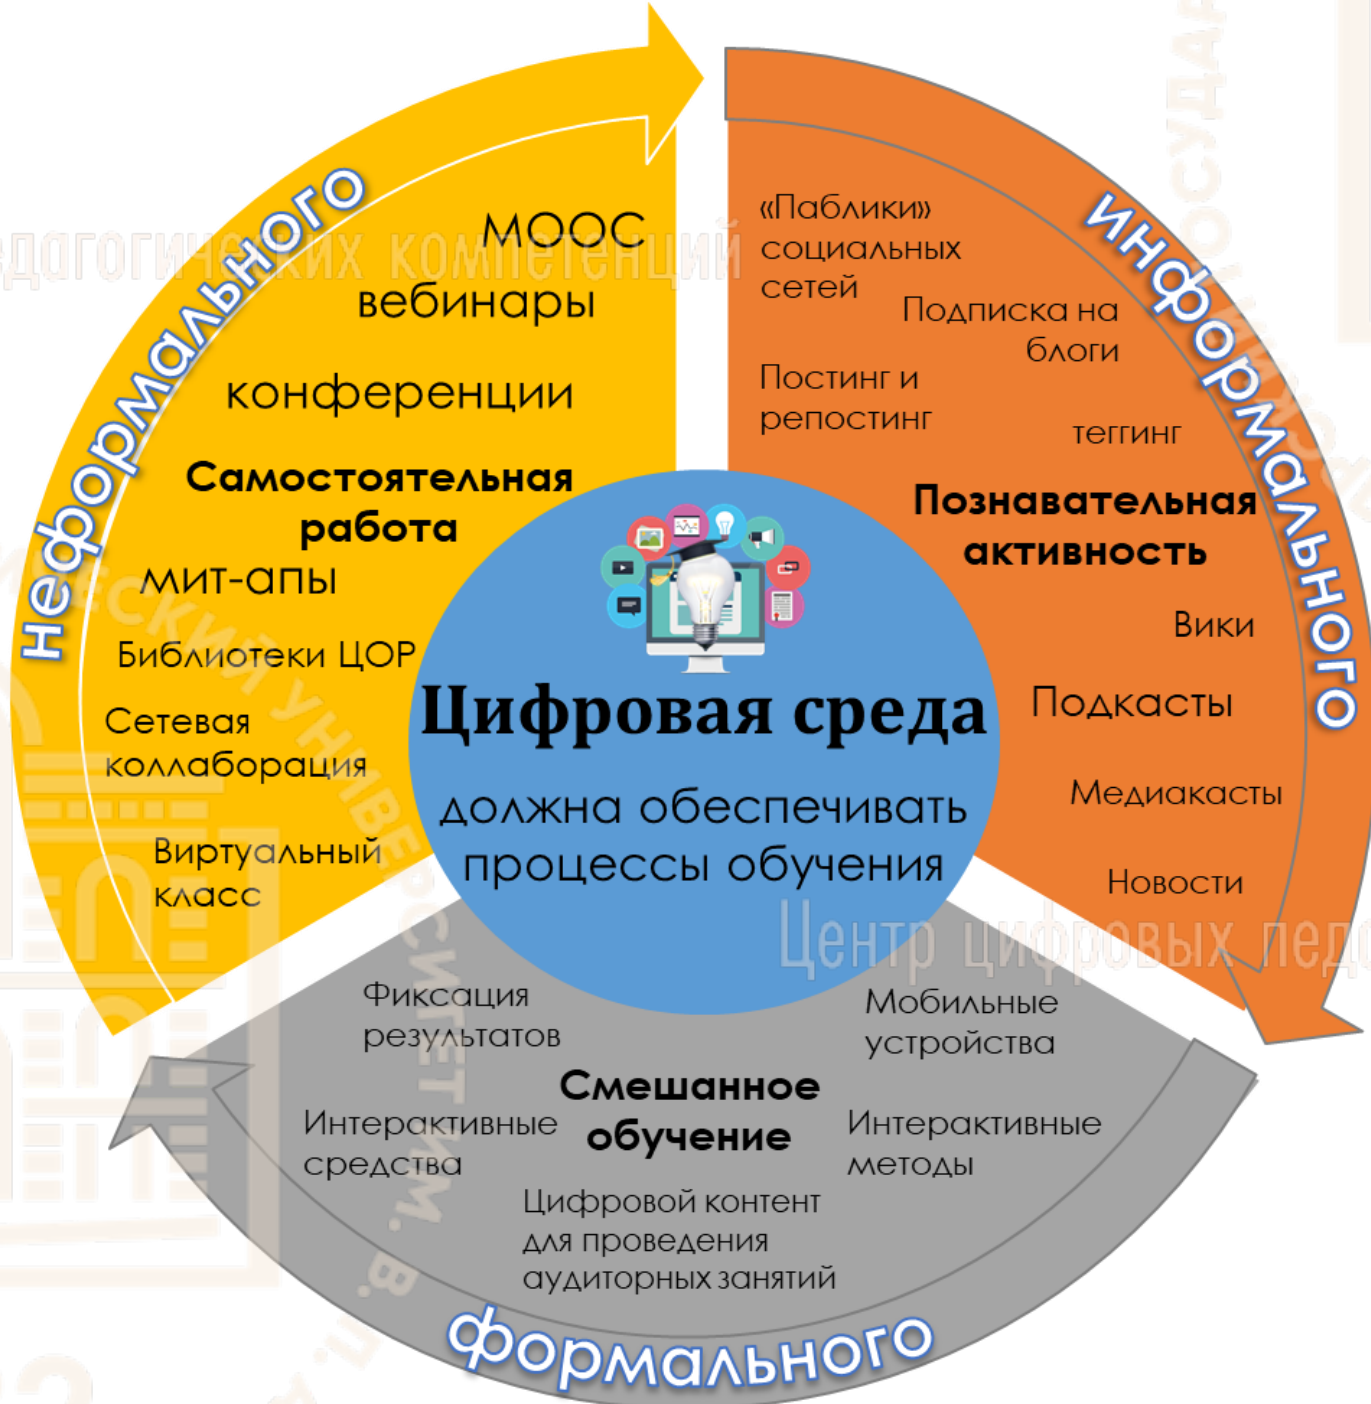 неформального
МООС
вебинары
конференции
Самостоятельная
работа
мит-апы
Библиотеки ЦОР
Сетевая
коллаборация
Виртуальный
класс
информального
«Паблики»
социальных
сетей
Подписка на
блоги
Постинг и
репостинг
теггинг
Познавательная
активность
Вики
Подкасты
Медиакасты
Новости
Цифровая среда
должна обеспечивать
процессы обучения
Фиксация
результатов
Мобильные
устройства
Смешанное
обучение
Интерактивные
средства
Интерактивные
методы
Цифровой контент
для проведения
аудиторных занятий
формального
компетенций
Центр цифровых
УНИВЕРСИТЕТ ИМ. В.